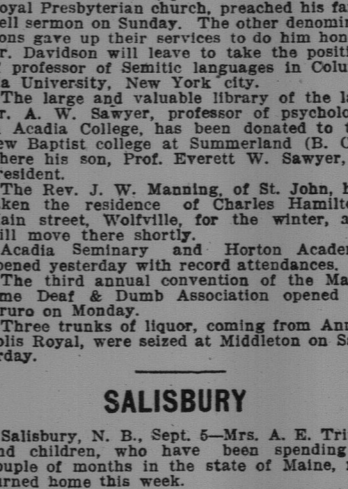 oyal Presbyterian church, preached his fa
ell sermon on Sunday. The other denomi
ons gave up their services to do him hon
r. Davidson will leave to take the positi
professor of Semitic languages in Colu
a University, New York city.
The large and valuable library of the l
r. A. W. Sawyer, professor of psycholo
Acadia College, has been donated to t
ew Baptist college at Summerland (B. C
here his son, Prof. Everett W. Sawyer,
resident.
The Rev. J. W. Manning, of St. John, h
ken the residence of Charles Hamilt
ain street, Wolfville, for the winter, a
ill move there shortly.
Acadia Seminary and Horton Acade
pened yesterday with record attendances.
The third annual convention of the Ma
me Deaf & Dumb Association opened
ruro on Monday.
Three trunks of liquor, coming from Ann
olis Royal, were seized at Middleton on S
rday.
SALISBURY
Salisbury, N. B., Sept. 5—Mrs. A. E. Tri
nd children, who have been spending
ouple of months in the state of Maine,
urned home this week.